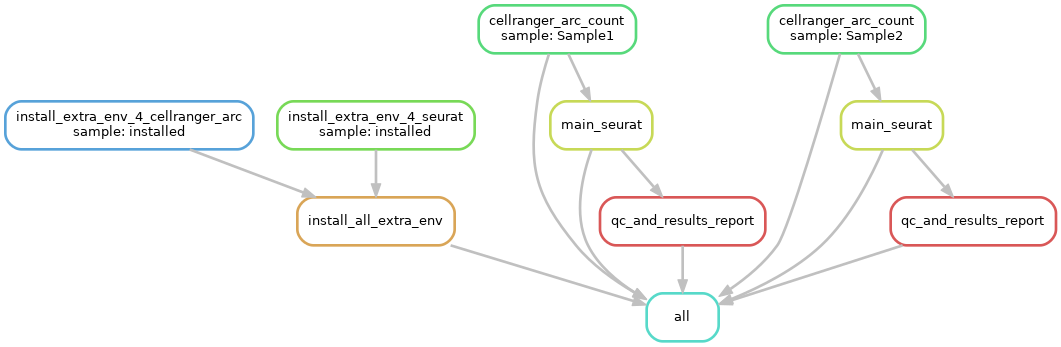 cellranger_arc_count
sample: Sample1
cellranger_arc_count
sample: Sample2
install_extra_env_4_cellranger_arc
sample: installed
install_extra_env_4_seurat
sample: installed
main_seurat
main_seurat
install_all_extra_env
qc_and_results_report
qc_and_results_report
all